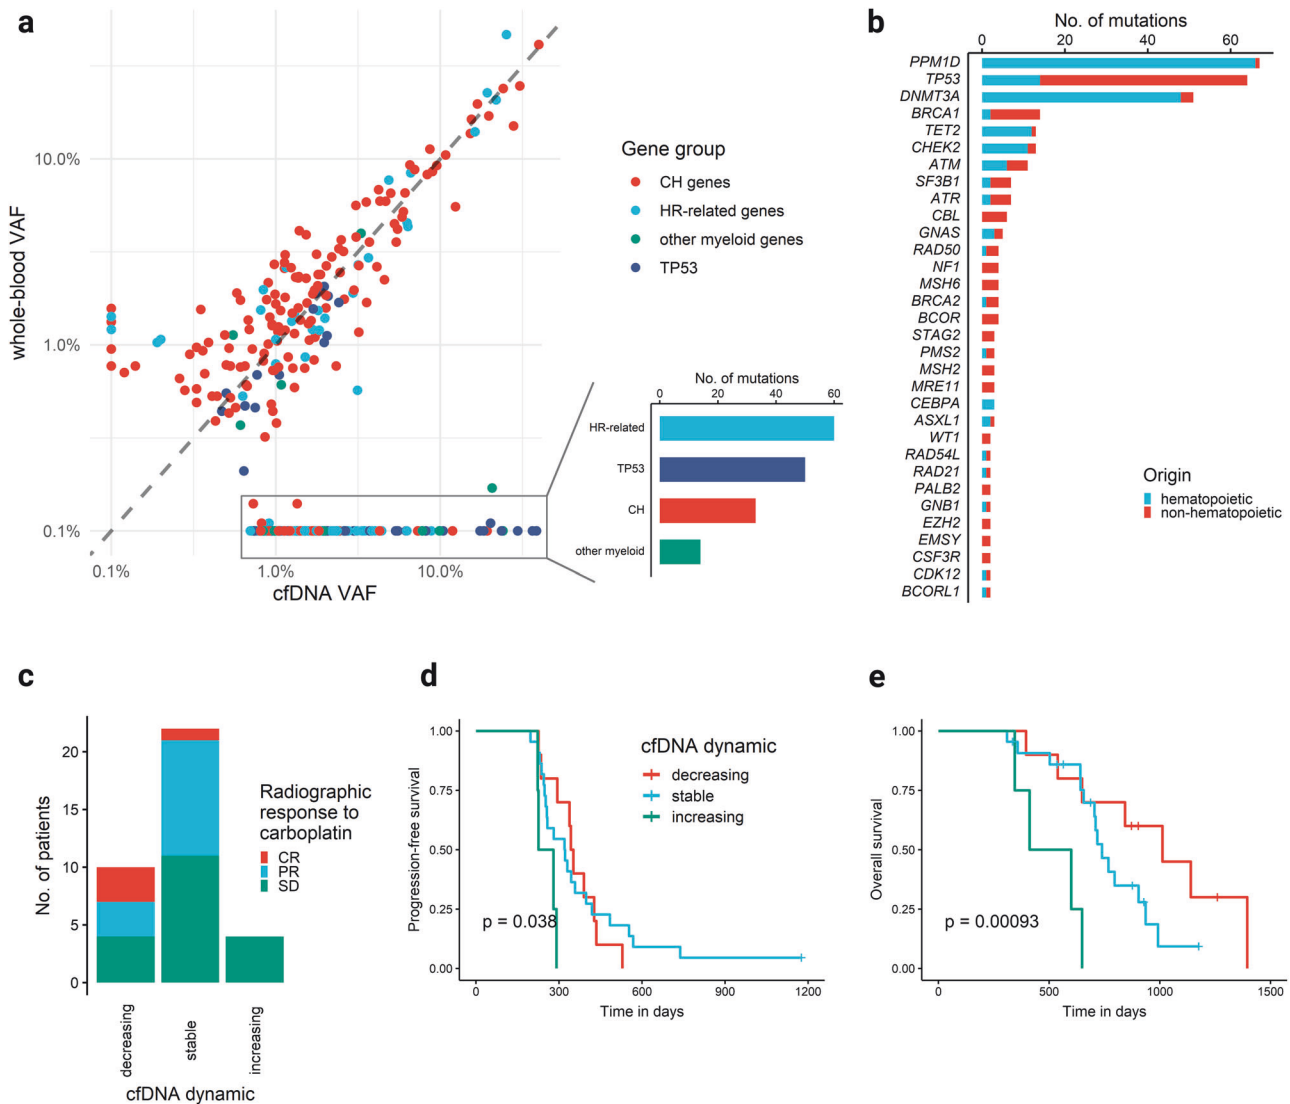 a
whole-blood VAF
10.0%
1.0%
0.1%
0.1%
1.0%
10.0%
cfDNA VAF
Gene group
CH genes
HR-related genes
other myeloid genes
TP53
No. of mutations
0
20
40
60
HR-related
TP53
CH
other myeloid
b
No. of mutations
0
20
40
60
PPM1D
TP53
DNMT3A
BRCA1
TET2
CHEK2
ATM
SF3B1
ATR
CBL
GNAS
RAD50
NF1
MSH6
BRCA2
BCOR
STAG2
PMS2
MSH2
MRE11
CEBPA
ASXL1
WT1
RAD54L
RAD21
PALB2
GNB1
EZH2
EMSY
CSF3R
CDK12
BCORL1
Origin
hematopoietic
non-hematopoietic
c
No. of patients
20
15
10
5
0
decreasing
stable
increasing
cfDNA dynamic
Radiographic
response to
carboplatin
CR
PR
SD
d
Progression-free survival
1.00
0.75
0.50
0.25
0.00
p = 0.038
0
300
600
900
1200
Time in days
cfDNA dynamic
decreasing
stable
increasing
e
Overall survival
1.00
0.75
0.50
0.25
0.00
p = 0.00093
0
500
1000
1500
Time in days